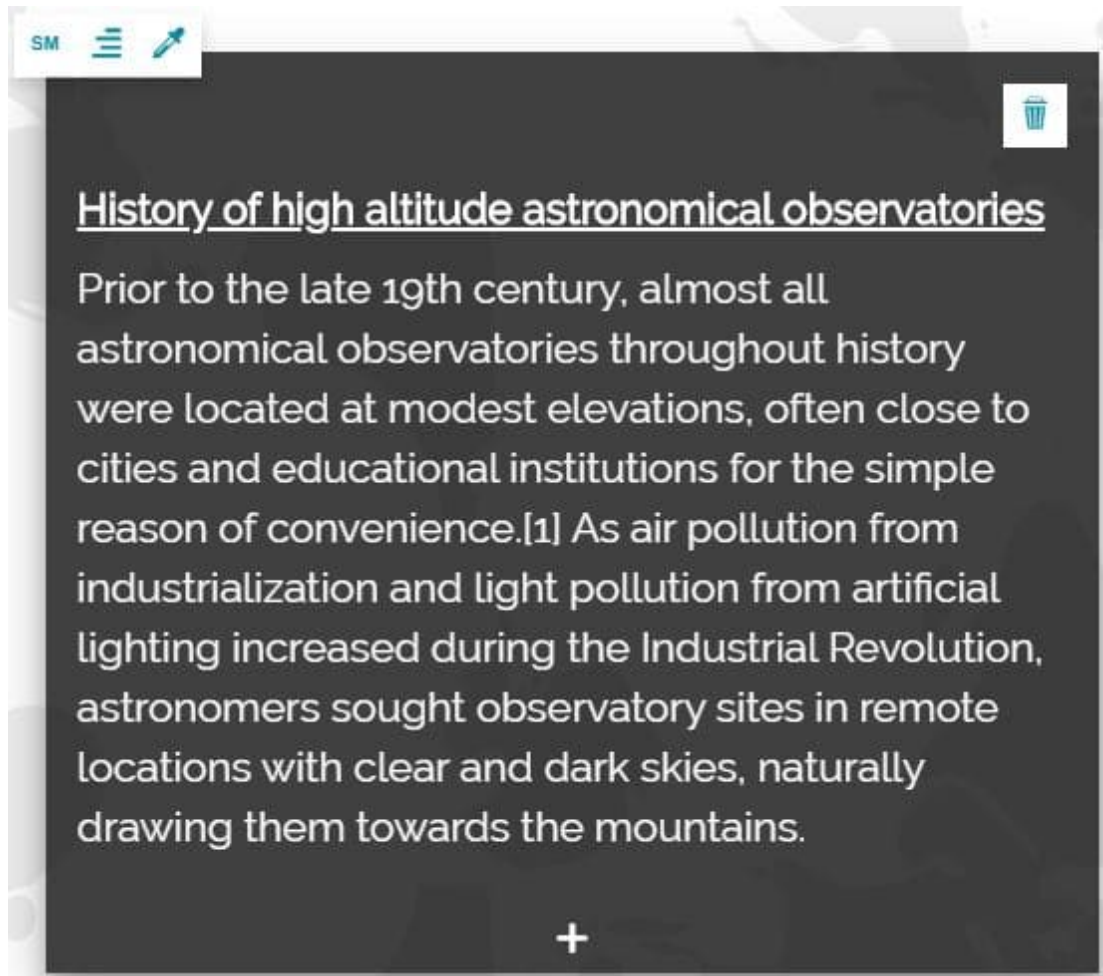 SM
History of high altitude astronomical observatories
Prior to the late 19th century, almost all
astronomical observatories throughout history
were located at modest elevations, often close to
cities and educational institutions for the simple
reason of convenience.[1] As air pollution from
industrialization and light pollution from artificial
lighting increased during the Industrial Revolution,
astronomers sought observatory sites in remote
locations with clear and dark skies, naturally
drawing them towards the mountains.
+